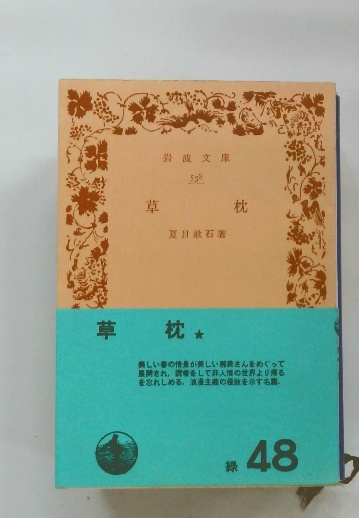 岩波文庫
538
草枕
夏目漱石著
草枕★
美しい春の情景が美しい那美さんをめぐって
展開され，読者をして非人情の世界より帰る
を忘れしめる．浪漫主義の極致を示す名篇．
緑 48